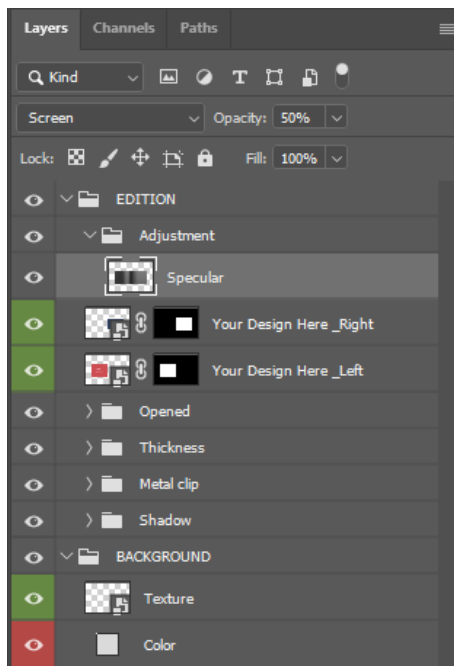 Layers Channels Paths
Kind
Screen Opacity: 50%
Lock: Fill: 100%
EDITION
Adjustment
Specular
Your Design Here _Right
Your Design Here _Left
Opened
Thickness
Metal clip
Shadow
BACKGROUND
Texture
Color